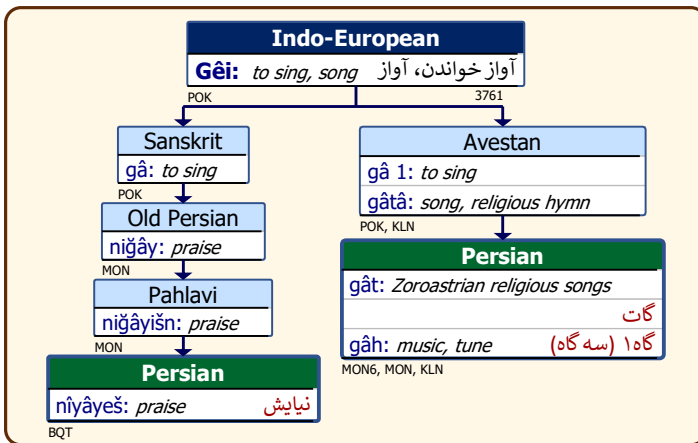 Indo-European
Gêi: to sing, song آواز خواندن، آواز
POK 3761
Sanskrit
gâ: to sing
POK
Old Persian
niğây: praise
MON
Pahlavi
niğâyišn: praise
MON
Persian
nîyâyeš: praise نیایش
BQT
Avestan
gâ 1: to sing
gâtâ: song, religious hymn
POK, KLN
Persian
gât: Zoroastrian religious songs
گات
gâh: music, tune گاه۱ (سه گاه)
MON6, MON, KLN